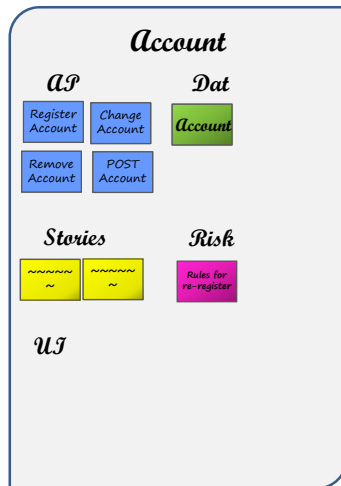 Account
AP
Dat
Register
Account
Change
Account
Account
Remove
Account
POST
Account
Stories
Risk
~~~~~
~
~~~~~
~
Rules for
re-register
UI